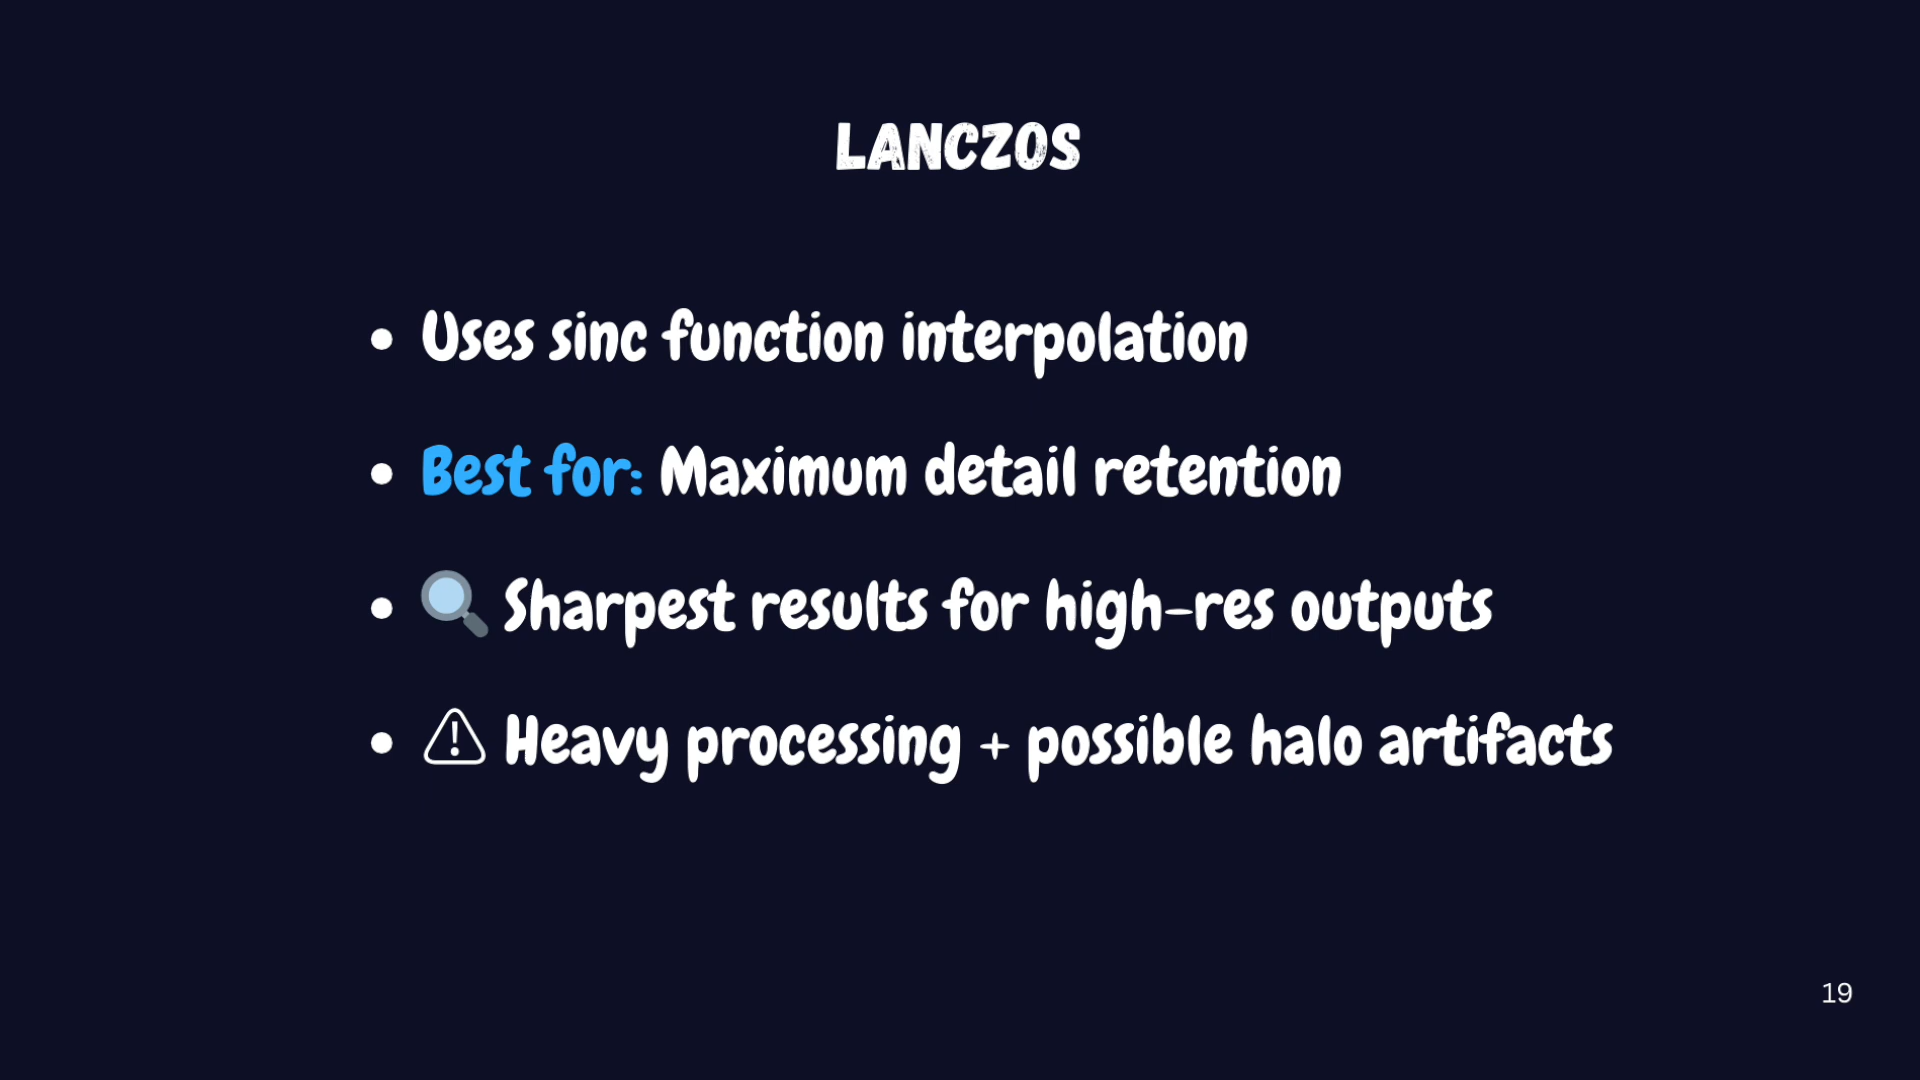 LANCZOS
• Uses sinc function interpolation
• Best for: Maximum detail retention
• 🔍 Sharpest results for high-res outputs
• ⚠ Heavy processing + possible halo artifacts
19